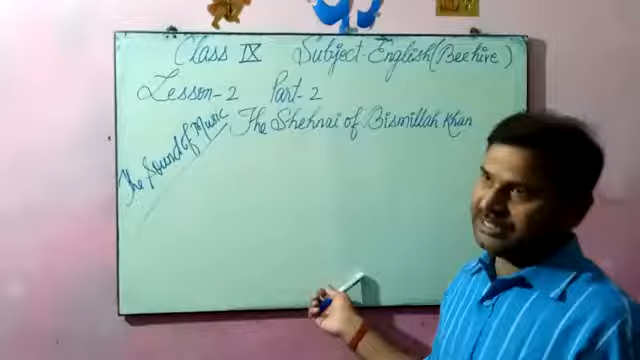 Class IX Subject-English (Beehive)
Lesson-2 Part-2
The Sound of Music
The Shehnai of Bismillah Khan